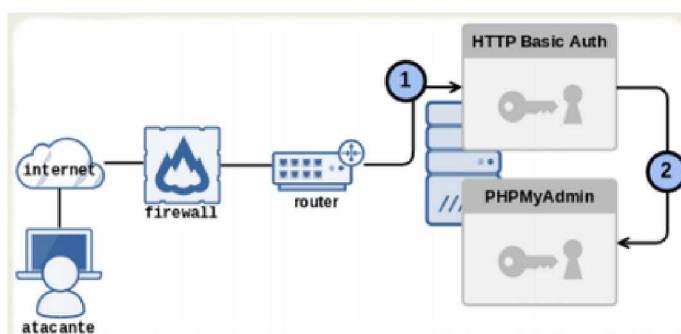 HTTP Basic Auth
1
internet
firewall
router
2
PHPMyAdmin
atacante